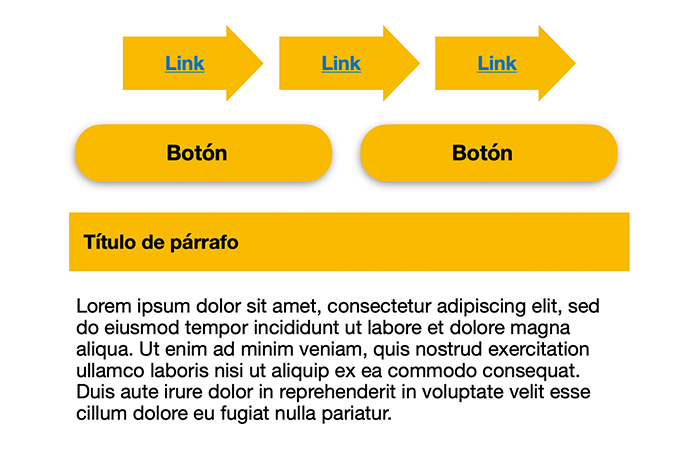 Link Link Link
Botón Botón
Título de párrafo
Lorem ipsum dolor sit amet, consectetur adipiscing elit, sed
do eiusmod tempor incididunt ut labore et dolore magna
aliqua. Ut enim ad minim veniam, quis nostrud exercitation
ullamco laboris nisi ut aliquip ex ea commodo consequat.
Duis aute irure dolor in reprehenderit in voluptate velit esse
cillum dolore eu fugiat nulla pariatur.